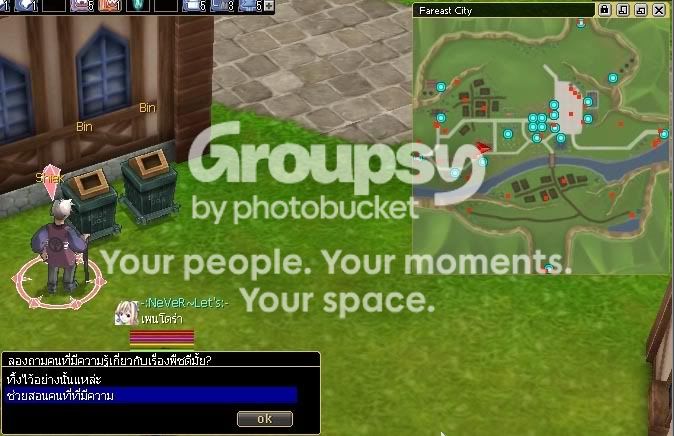 Fareast City
Bin
Bin
Shiek
Groupsy
by photobucket
Your people. Your moments.
Your space.
-:NeVeR~Let's:-
เพนโดร่า
ลองถามคนที่มีความรู้เกี่ยวกับเรื่องพืชดีมั้ย?
ทิ้งไว้อย่างนั้นแหล่ะ
ช่วยสอนคนที่ที่มีความ
ok